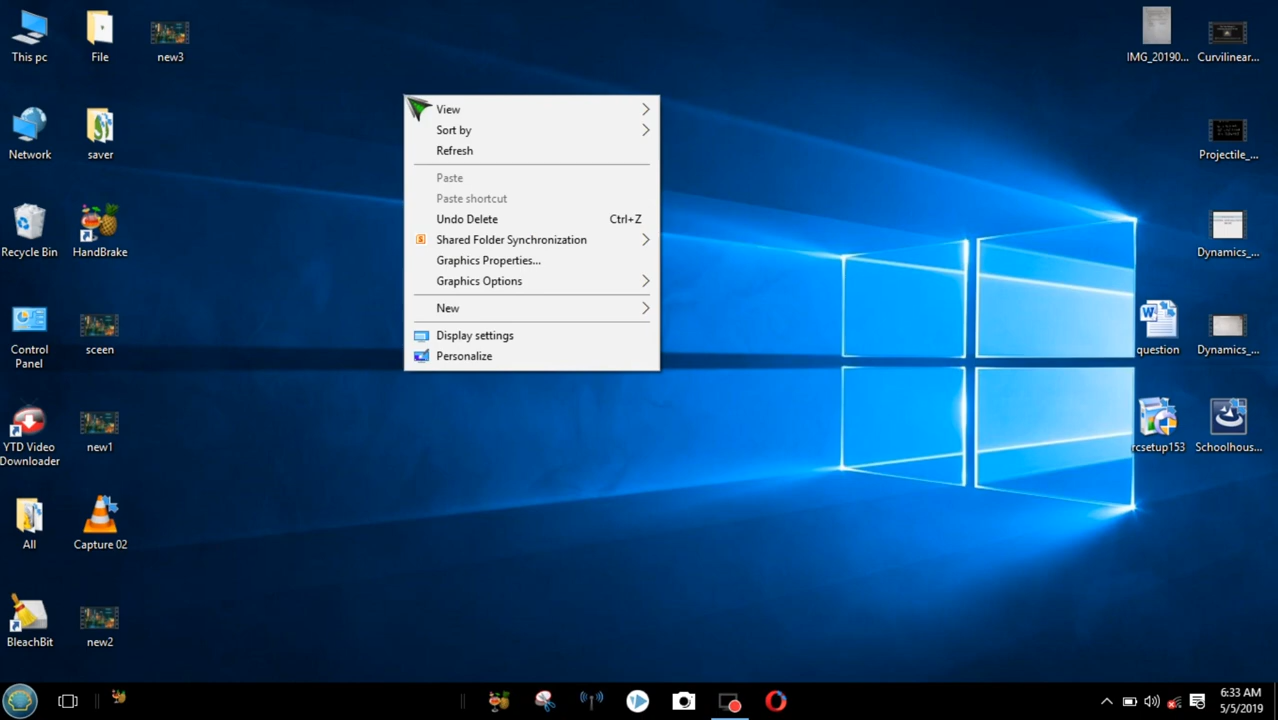 This pc
File
new3
IMG_20190...
Curvilinear...
Network
saver
Projectile_...
Recycle Bin
HandBrake
Dynamics_...
Control
Panel
sceen
question
Dynamics_...
YTD Video
Downloader
new1
rcsetup153
Schoolhous...
All
Capture 02
BleachBit
new2
View
Sort by
Refresh
Paste
Paste shortcut
Undo Delete Ctrl+Z
Shared Folder Synchronization
Graphics Properties...
Graphics Options
New
Display settings
Personalize
6:33 AM
5/5/2019